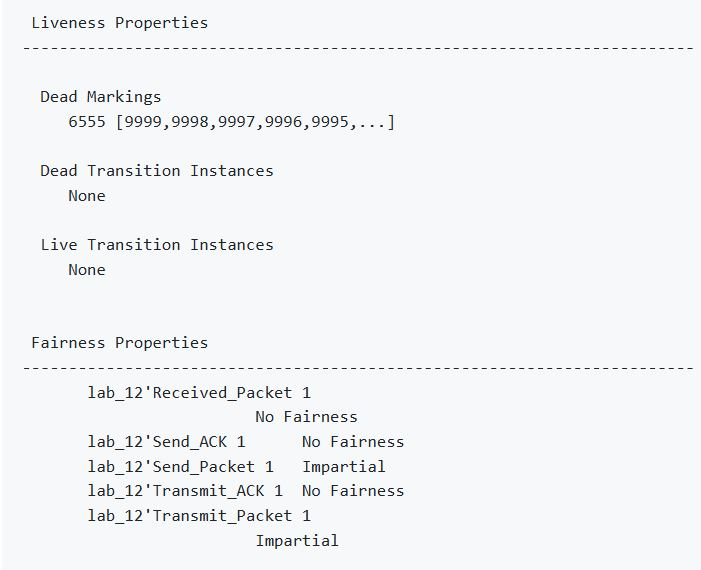 Liveness Properties
------------------------------------------------------------------------
Dead Markings
6555 [9999,9998,9997,9996,9995,...]
Dead Transition Instances
None
Live Transition Instances
None
Fairness Properties
------------------------------------------------------------------------
lab_12'Received_Packet 1
No Fairness
lab_12'Send_ACK 1      No Fairness
lab_12'Send_Packet 1   Impartial
lab_12'Transmit_ACK 1  No Fairness
lab_12'Transmit_Packet 1
Impartial